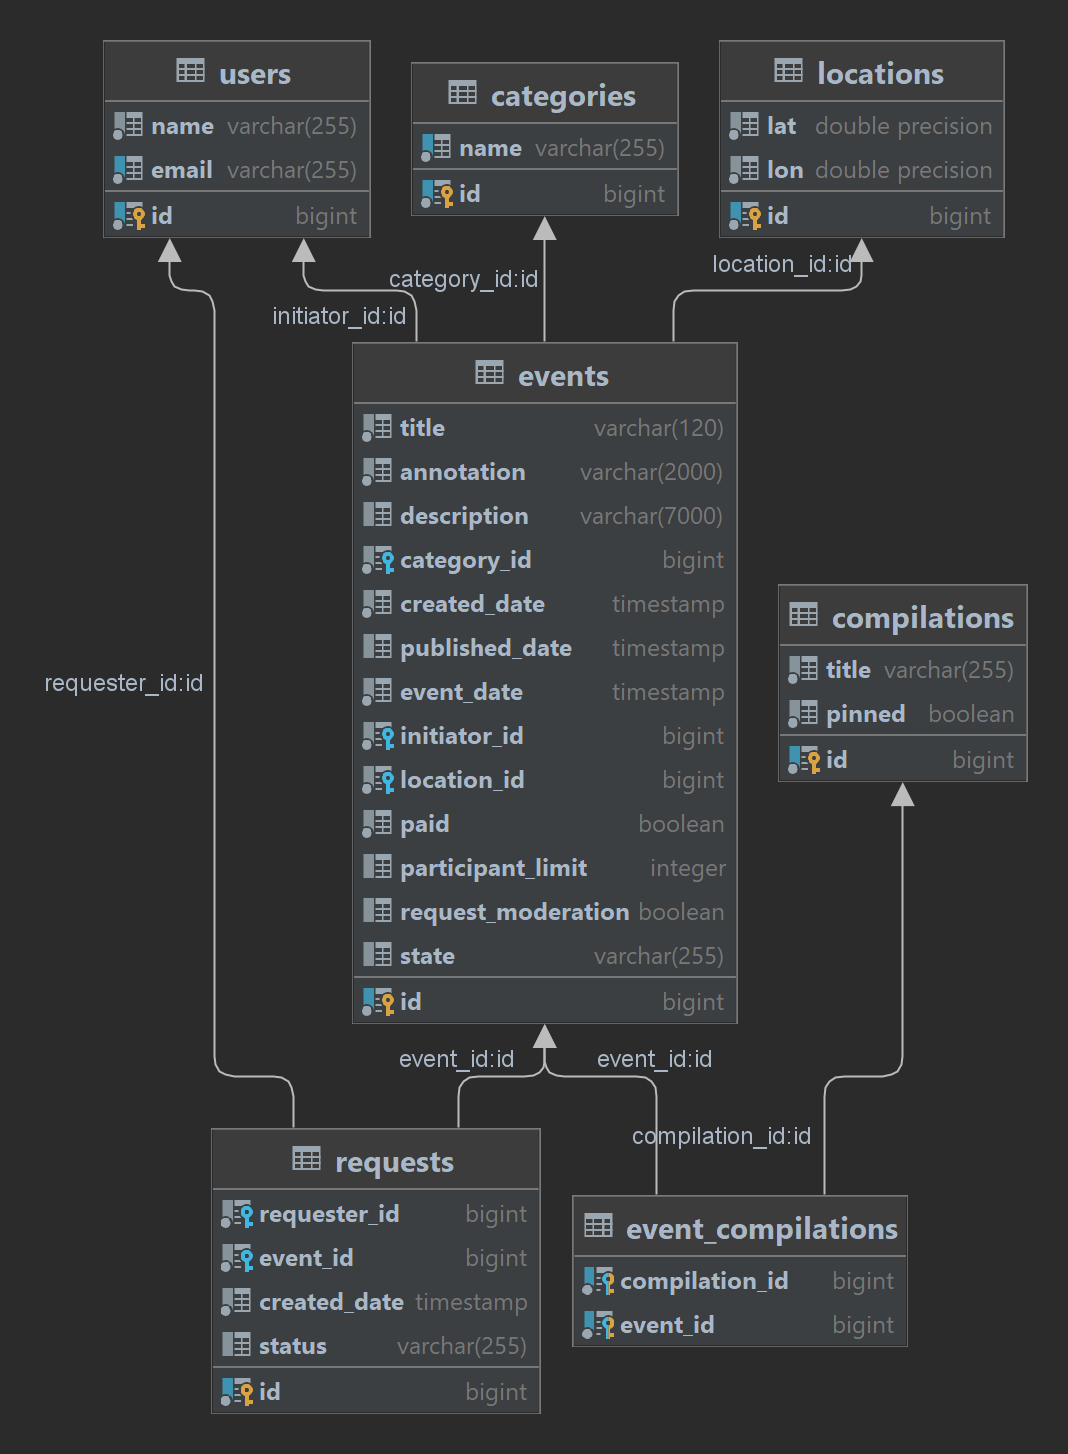 users
name varchar(255)
email varchar(255)
id bigint
categories
name varchar(255)
id bigint
locations
lat double precision
lon double precision
id bigint
category_id:id
location_id:id
initiator_id:id
events
title varchar(120)
annotation varchar(2000)
description varchar(7000)
category_id bigint
created_date timestamp
published_date timestamp
event_date timestamp
initiator_id bigint
location_id bigint
paid boolean
participant_limit integer
request_moderation boolean
state varchar(255)
id bigint
compilations
title varchar(255)
pinned boolean
id bigint
requester_id:id
event_id:id
event_id:id
compilation_id:id
requests
requester_id bigint
event_id bigint
created_date timestamp
status varchar(255)
id bigint
event_compilations
compilation_id bigint
event_id bigint